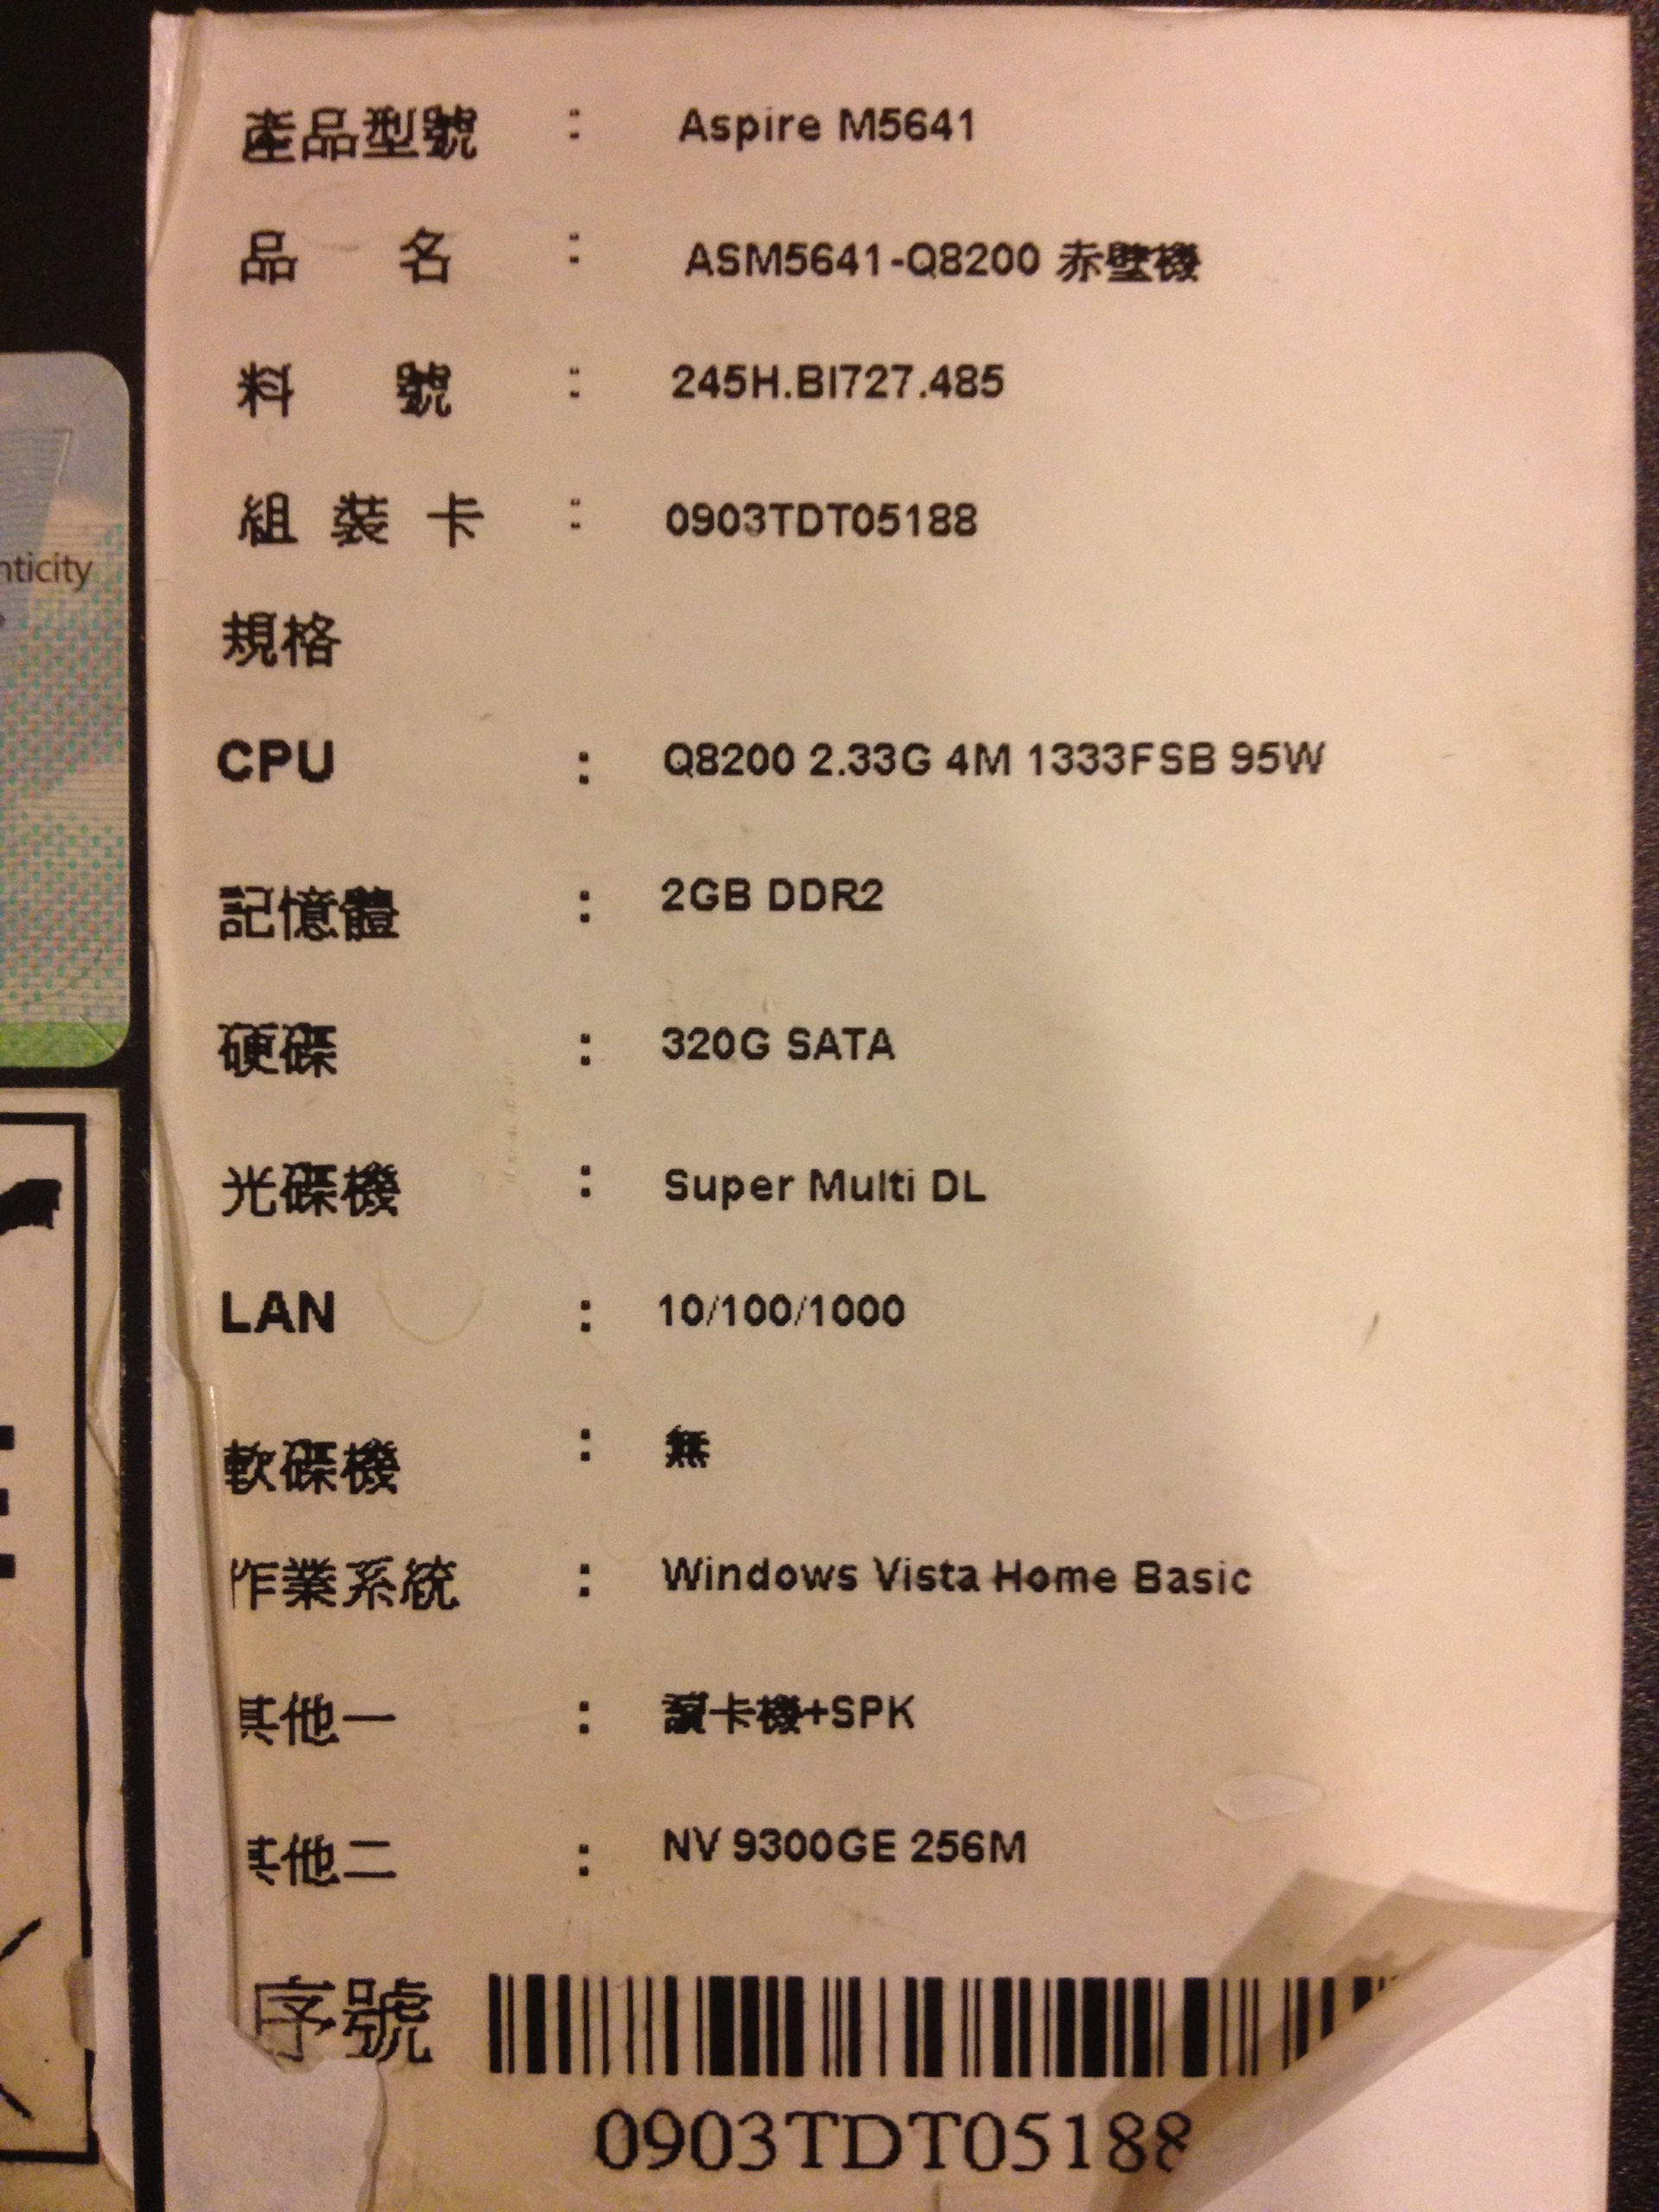 產品型號 : Aspire M5641
品名 : ASM5641-Q8200 赤壁機
料號 : 245H.BI727.485
組裝卡 : 0903TDT05188
規格
CPU : Q8200 2.33G 4M 1333FSB 95W
記憶體 : 2GB DDR2
硬碟 : 320G SATA
光碟機 : Super Multi DL
LAN : 10/100/1000
軟碟機 : 無
作業系統 : Windows Vista Home Basic
其他一 : 讀卡機+SPK
其他二 : NV 9300GE 256M
序號
0903TDT05188
nticity